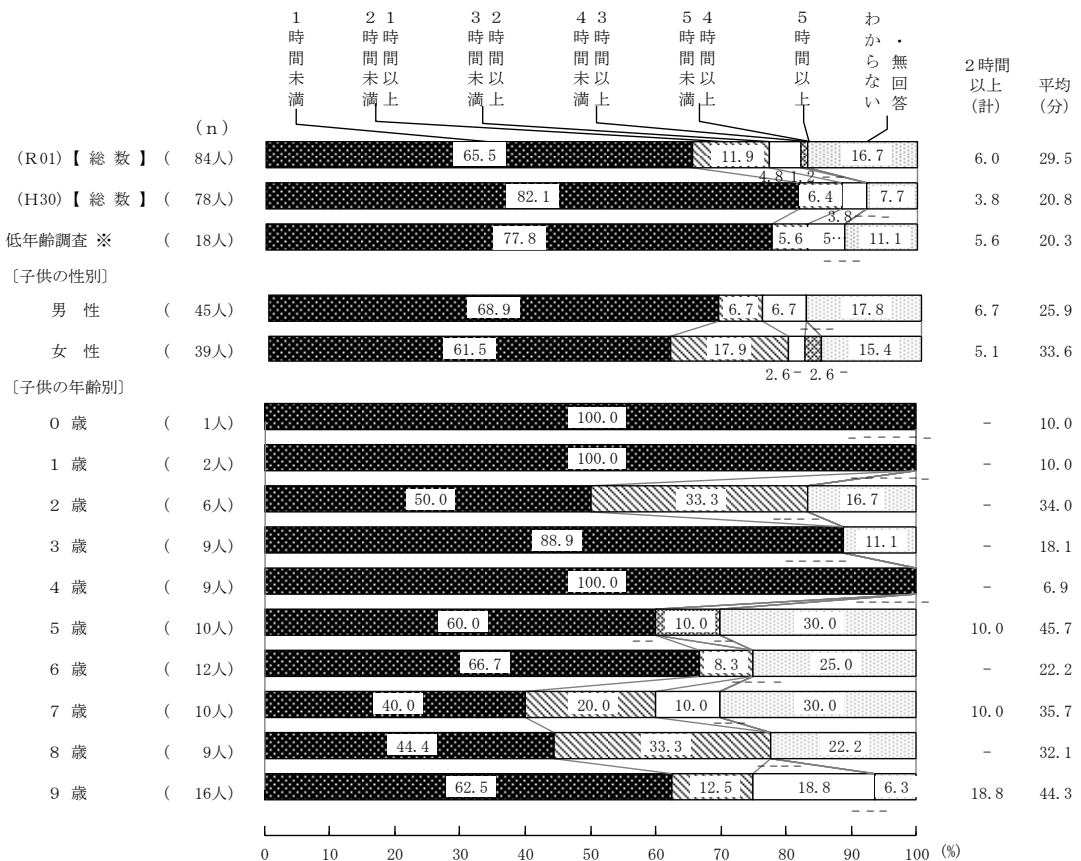 1時間未満
1時間以上2時間未満
2時間以上3時間未満
3時間以上4時間未満
4時間以上5時間未満
5時間以上
わからない・無回答
2時間以上(計)
平均(分)
(n)
(R01)【 総 数 】 ( 84人) 65.5 11.9 4.8 1.2 - 16.7 6.0 29.5
(H30)【 総 数 】 ( 78人) 82.1 6.4 3.8 - - - 7.7 3.8 20.8
低年齢調査 ※ ( 18人) 77.8 5.6 5… - - - 11.1 5.6 20.3
〔子供の性別〕
男 性 ( 45人) 68.9 6.7 6.7 - - - 17.8 6.7 25.9
女 性 ( 39人) 61.5 17.9 2.6 - 2.6 - 15.4 5.1 33.6
〔子供の年齢別〕
0 歳 ( 1人) 100.0 - - - - - - - 10.0
1 歳 ( 2人) 100.0 - - - - - - - 10.0
2 歳 ( 6人) 50.0 33.3 - - - - 16.7 - 34.0
3 歳 ( 9人) 88.9 - - - - - 11.1 - 18.1
4 歳 ( 9人) 100.0 - - - - - - - 6.9
5 歳 ( 10人) 60.0 - - 10.0 - - 30.0 10.0 45.7
6 歳 ( 12人) 66.7 8.3 - - - - 25.0 - 22.2
7 歳 ( 10人) 40.0 20.0 10.0 - - - 30.0 10.0 35.7
8 歳 ( 9人) 44.4 33.3 - - - - 22.2 - 32.1
9 歳 ( 16人) 62.5 12.5 18.8 - - - 6.3 18.8 44.3
0 10 20 30 40 50 60 70 80 90 100 (%)